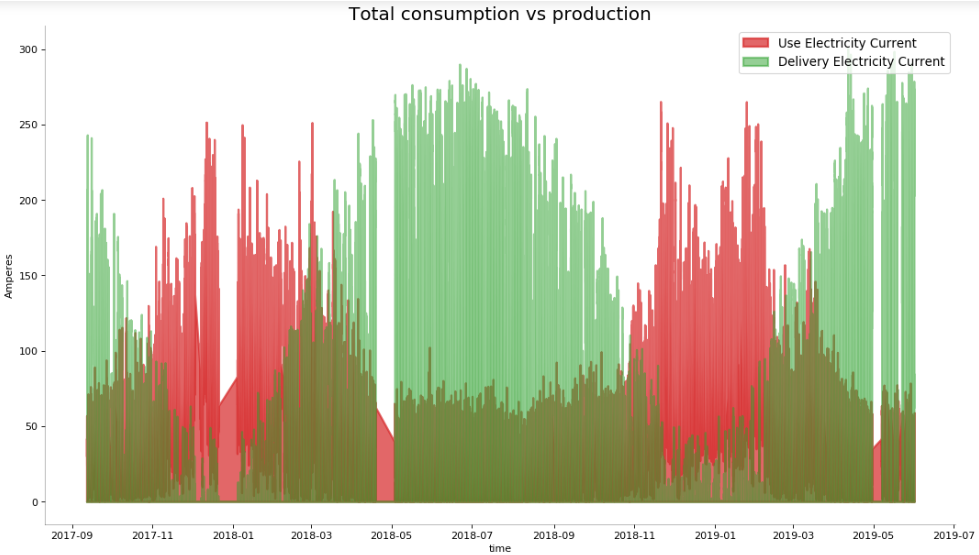 Total consumption vs production
Use Electricity Current
Delivery Electricity Current
300
250
200
150
100
50
0
Amperes
2017-09 2017-11 2018-01 2018-03 2018-05 2018-07 2018-09 2018-11 2019-01 2019-03 2019-05 2019-07
time